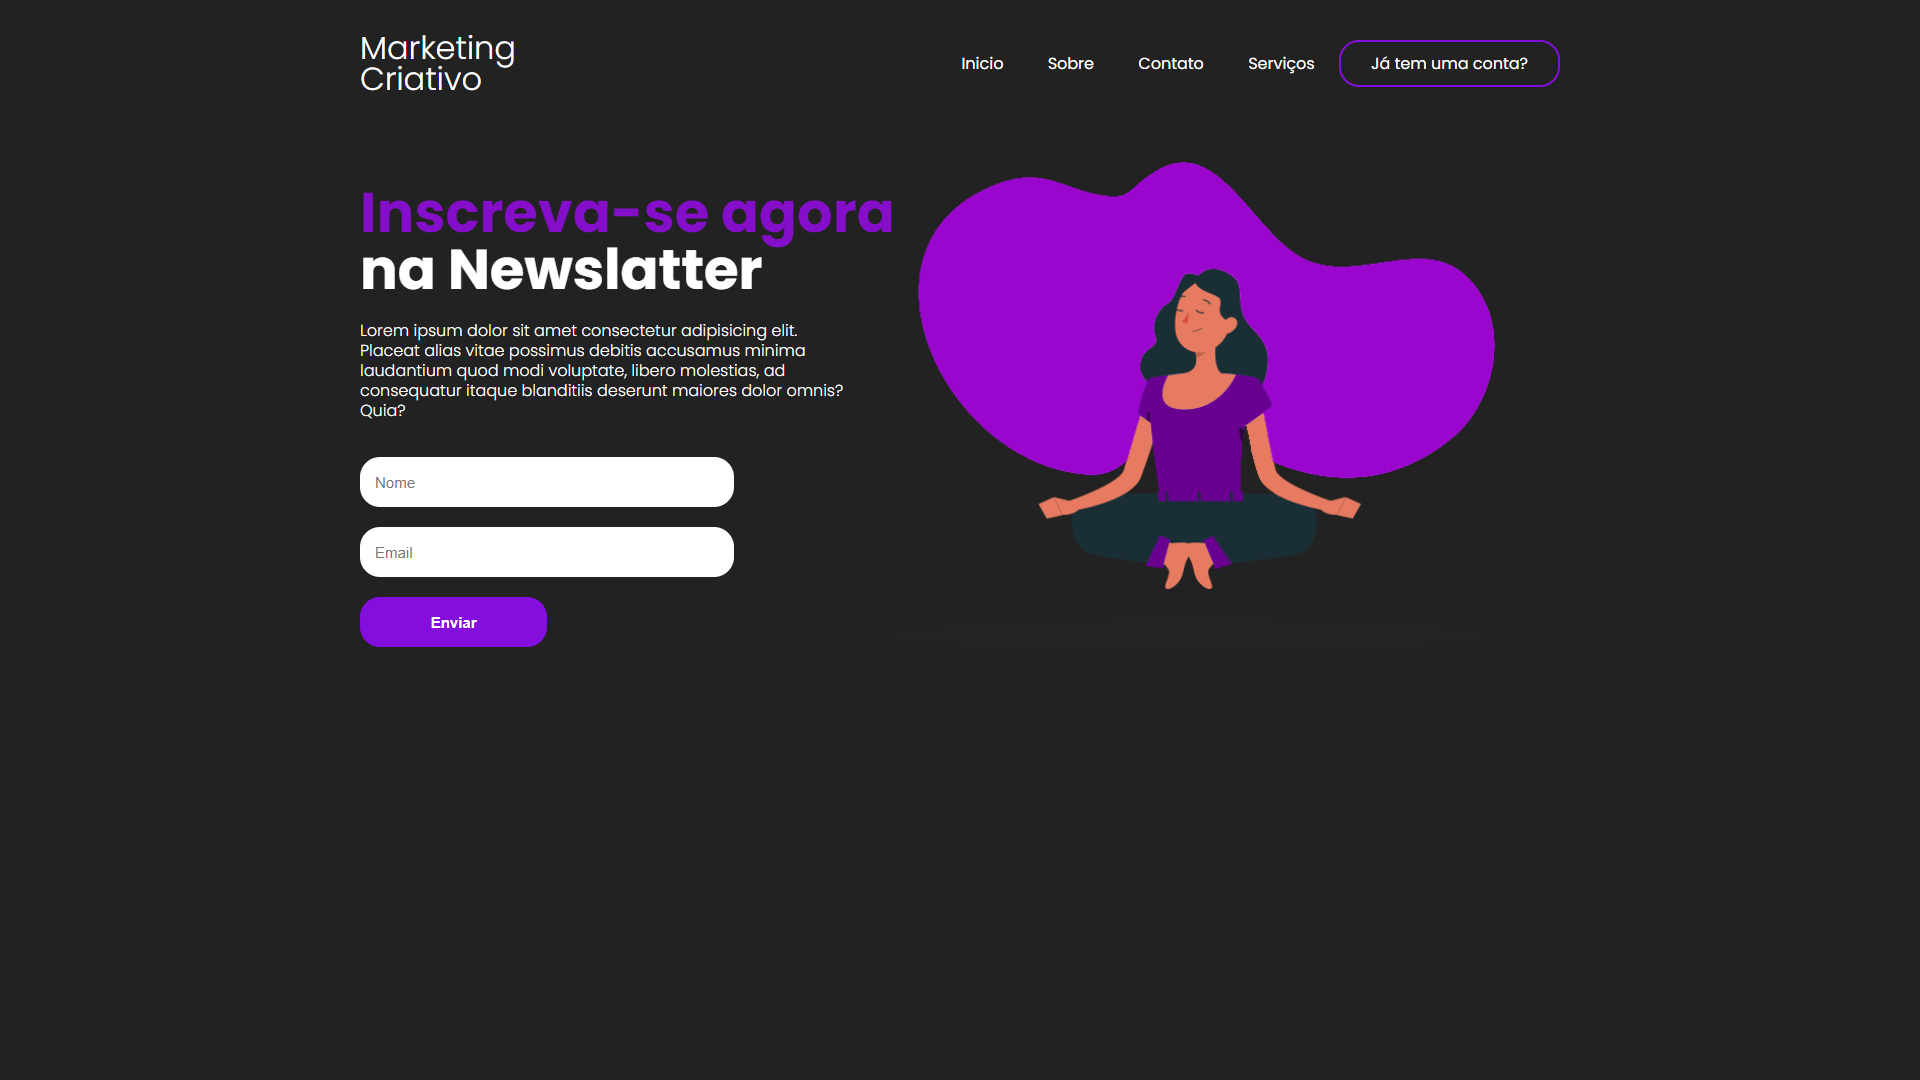 Marketing
Criativo
Inicio
Sobre
Contato
Serviços
Já tem uma conta?
Inscreva-se agora
na Newslatter
Lorem ipsum dolor sit amet consectetur adipisicing elit.
Placeat alias vitae possimus debitis accusamus minima
laudantium quod modi voluptate, libero molestias, ad
consequatur itaque blanditiis deserunt maiores dolor omnis?
Quia?
Nome
Email
Enviar